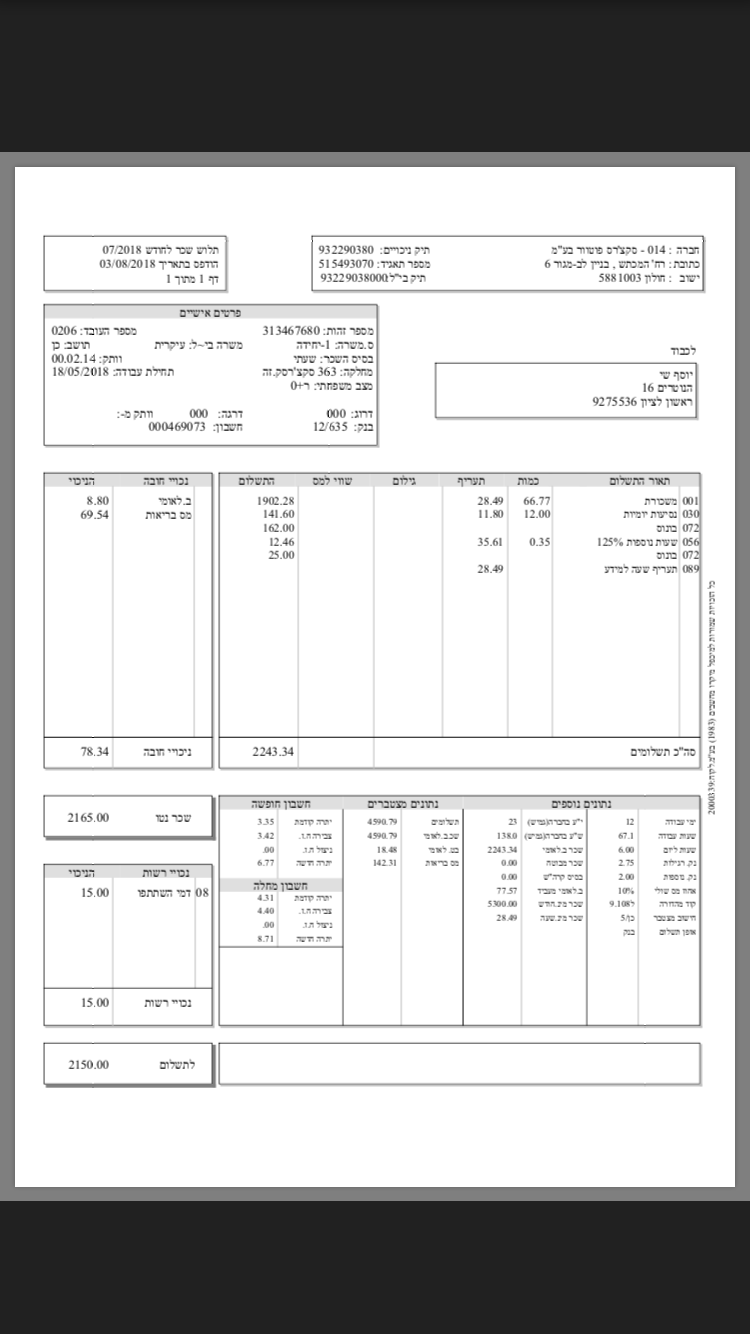 חברה : 014 - סקצ'רס פוטוור בע"מ תיק ניכויים: 932290380
כתובת : רח' המכתש , בניין לב-מגור 6 מספר תאגיד: 515493070
ישוב : חולון 5881003 תיק בי"ל:93229038000
תלוש שכר לחודש 07/2018
הודפס בתאריך 03/08/2018
דף 1 מתוך 1
פרטים אישיים
מספר זהות: 313467680 מספר העובד: 0206
ס.משרה: 1-יחידה משרה בי~ל: עיקרית תושב: כן
בסיס השכר: שעתי וותק: 00.02.14
מחלקה: 363 סקצ'רסק.זה תחילת עבודה: 18/05/2018
מצב משפחתי: ר+0
דרוג: 000 דרגה: 000 וותק מ-:
בנק: 12/635 חשבון: 000469073
לכבוד
יוסף שי
הנוטרים 16
ראשון לציון 9275536
תאור התשלום כמות תעריף גילום שווי למס התשלום
001 משכורת 66.77 28.49 1902.28
030 נסיעות יומיות 12.00 11.80 141.60
072 בונוס 162.00
056 שעות נוספות 125% 0.35 35.61 12.46
072 בונוס 25.00
089 תעריף שעה למידע 28.49
סה"כ תשלומים 2243.34
נכויי חובה הניכוי
ב.לאומי 8.80
מס בריאות 69.54
ניכויי חובה 78.34
כל הזכויות שמורות למיכפל מיקרו מחשבים (1983) בע"מ.לקוח:2000339
נתונים נוספים
ימי עבודה 12 י"ע בחברה(גמיש) 23
שעות עבודה 67.1 ש"ע בחברה(גמיש) 138.0
שעות ליום 6.00 שכר ב.לאומי 2243.34
נק. רגילות 2.75 שכר מבוטח 0.00
נק. נוספות 2.00 בסיס קרה"ש 0.00
אחוז מס שולי 10% ב.לאומי מעביד 77.57
קוד מהדורה 9.108ל שכר מינ.חודש 5300.00
חישוב מצטבר כן/5 שכר מינ.שעה 28.49
אופן תשלום בנק
נתונים מצטברים
תשלומים 4590.79
שכ.ב.לאומי 4590.79
בט. לאומי 18.48
מס בריאות 142.31
חשבון חופשה
יתרה קודמת 3.35
צבירה ח.ז. 3.42
ניצול ח.ז. .00
יתרה חדשה 6.77
חשבון מחלה
יתרה קודמת 4.31
צבירה ח.ז. 4.40
ניצול ח.ז. .00
יתרה חדשה 8.71
שכר נטו 2165.00
נכויי רשות הניכוי
08 דמי השתתפו 15.00
נכויי רשות 15.00
לתשלום 2150.00